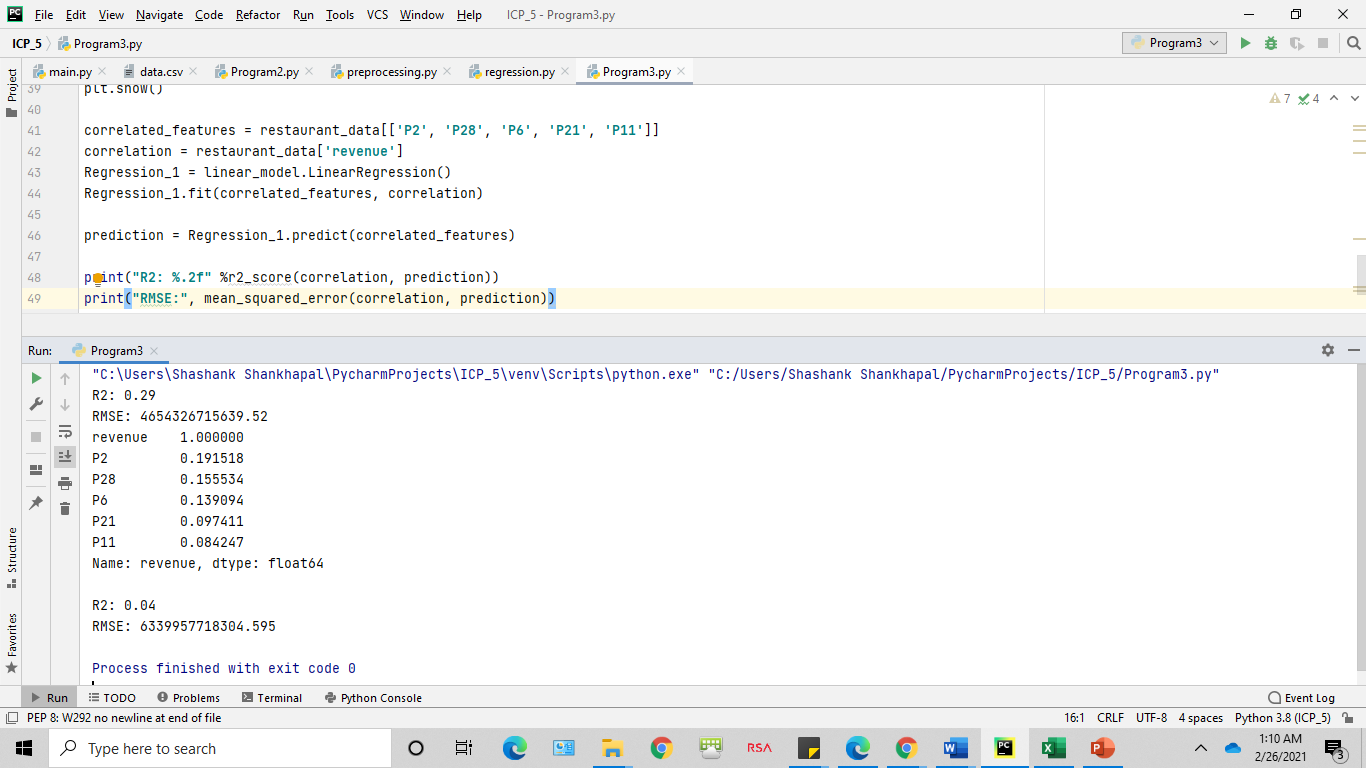 PC File Edit View Navigate Code Refactor Run Tools VCS Window Help ICP_5 - Program3.py
ICP_5 Program3.py Program3
main.py data.csv Program2.py preprocessing.py regression.py Program3.py
Project
39 plt.show()
7 4
40
41 correlated_features = restaurant_data[['P2', 'P28', 'P6', 'P21', 'P11']]
42 correlation = restaurant_data['revenue']
43 Regression_1 = linear_model.LinearRegression()
44 Regression_1.fit(correlated_features, correlation)
45
46 prediction = Regression_1.predict(correlated_features)
47
48 print("R2: %.2f" %r2_score(correlation, prediction))
49 print("RMSE:", mean_squared_error(correlation, prediction))
Run: Program3
"C:\Users\Shashank Shankhapal\PycharmProjects\ICP_5\venv\Scripts\python.exe" "C:/Users/Shashank Shankhapal/PycharmProjects/ICP_5/Program3.py"
R2: 0.29
RMSE: 4654326715639.52
revenue    1.000000
P2         0.191518
P28        0.155534
P6         0.139094
P21        0.097411
P11        0.084247
Name: revenue, dtype: float64
R2: 0.04
RMSE: 6339957718304.595
Process finished with exit code 0
Structure
Favorites
Run TODO Problems Terminal Python Console Event Log
PEP 8: W292 no newline at end of file 16:1 CRLF UTF-8 4 spaces Python 3.8 (ICP_5)
Type here to search RSA PC 1:10 AM
2/26/2021 3